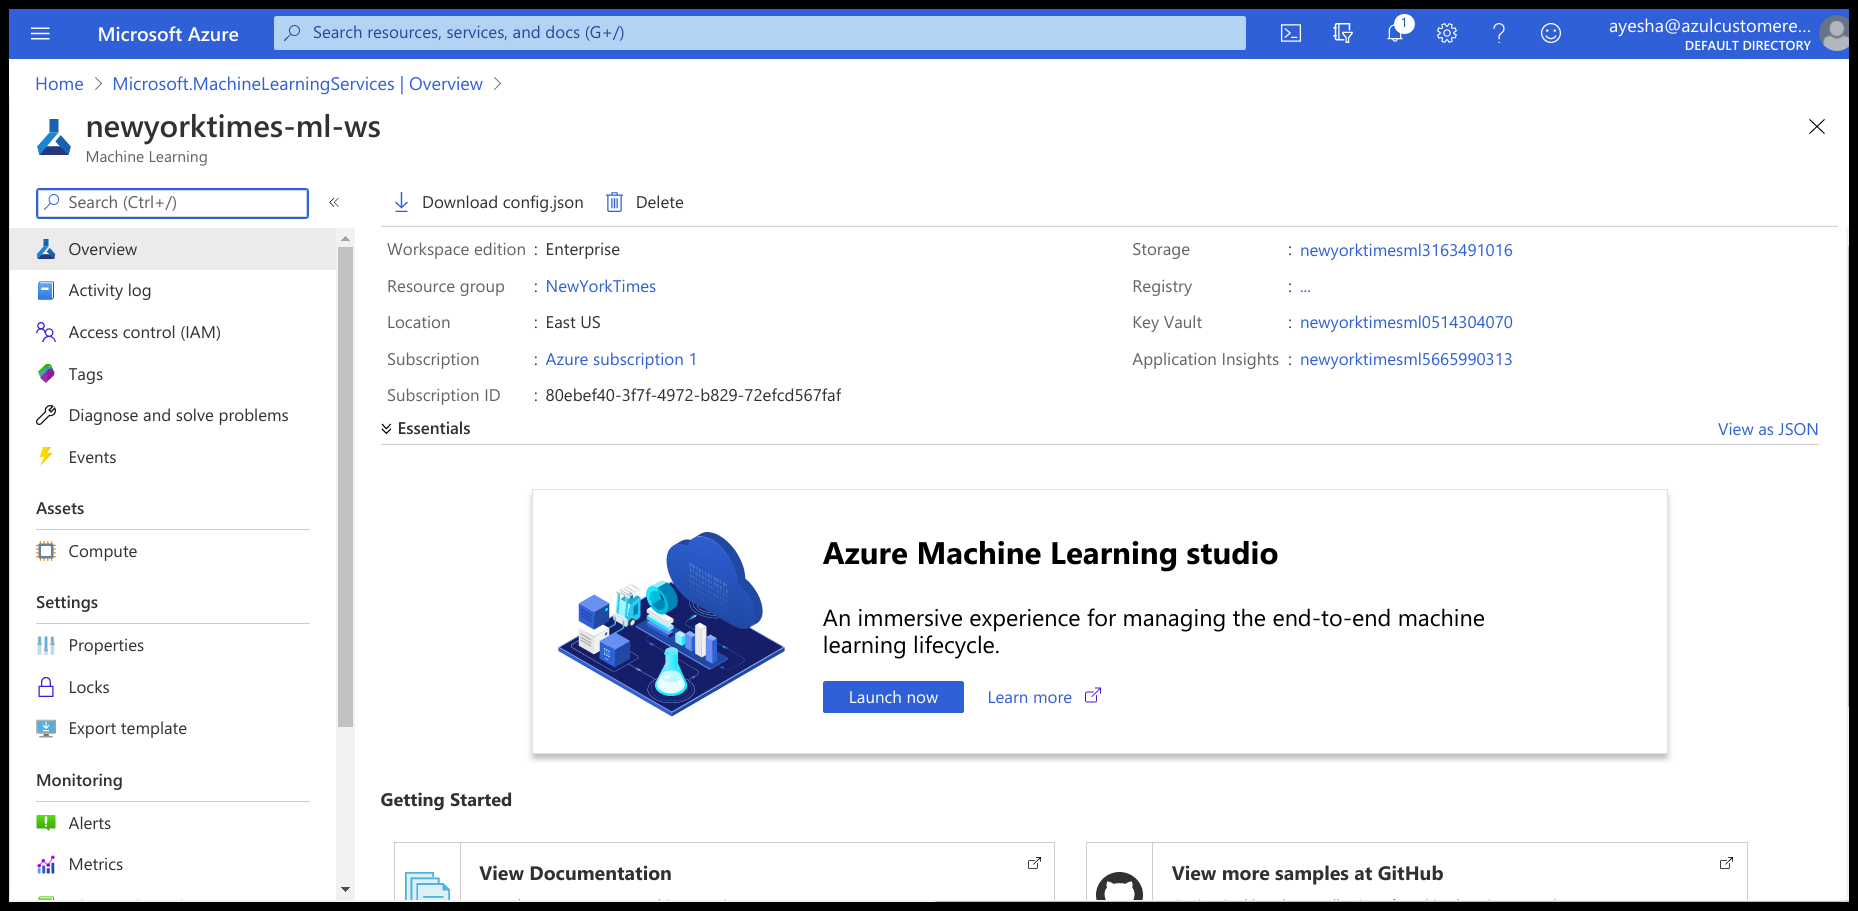 Microsoft Azure
Search resources, services, and docs (G+/)
1
ayesha@azulcustomere...
DEFAULT DIRECTORY
Home > Microsoft.MachineLearningServices | Overview >
newyorktimes-ml-ws
Machine Learning
Search (Ctrl+/)
«
Overview
Activity log
Access control (IAM)
Tags
Diagnose and solve problems
Events
Assets
Compute
Settings
Properties
Locks
Export template
Monitoring
Alerts
Metrics
Download config.json
Delete
Workspace edition : Enterprise
Resource group : NewYorkTimes
Location : East US
Subscription : Azure subscription 1
Subscription ID : 80ebef40-3f7f-4972-b829-72efcd567faf
Storage : newyorktimesml3163491016
Registry : ...
Key Vault : newyorktimesml0514304070
Application Insights : newyorktimesml5665990313
Essentials
View as JSON
Azure Machine Learning studio
An immersive experience for managing the end-to-end machine
learning lifecycle.
Launch now
Learn more
Getting Started
View Documentation
View more samples at GitHub